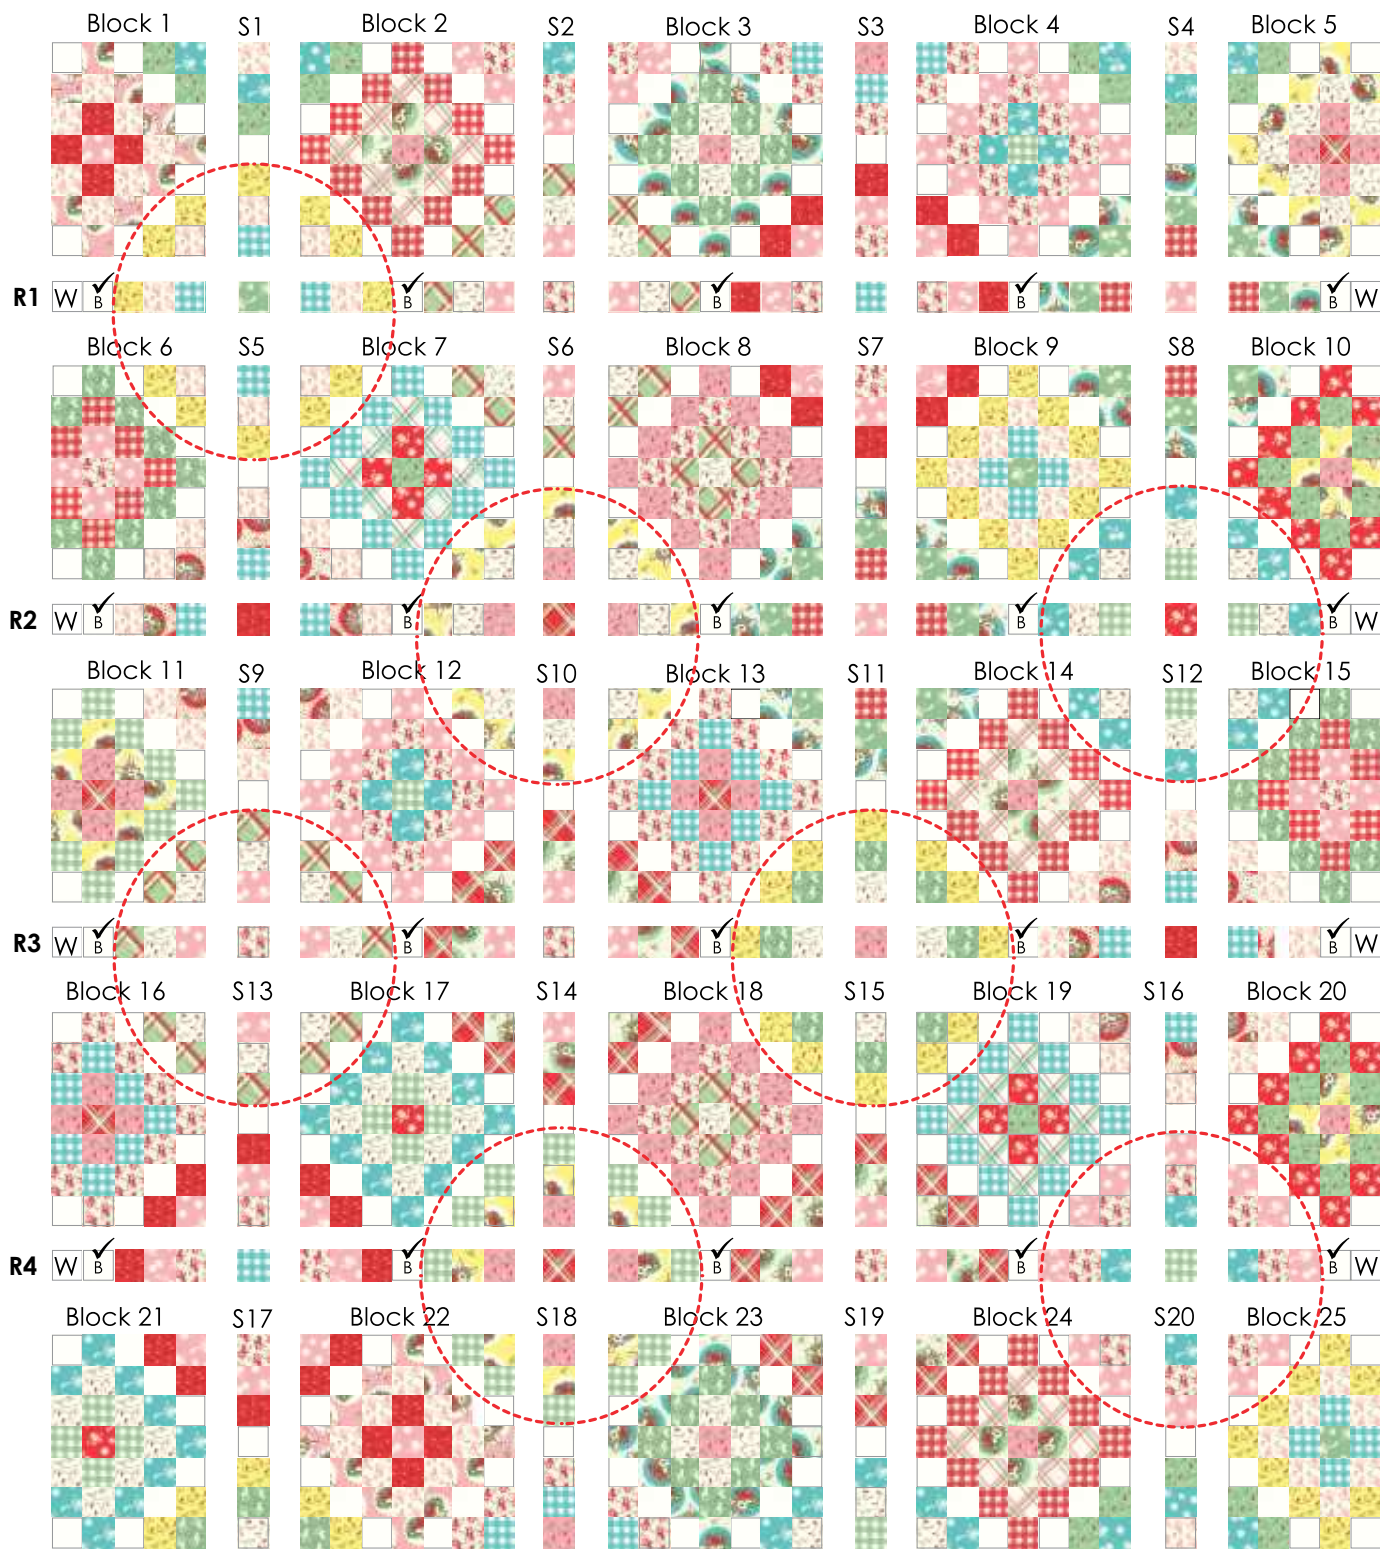 Block 1 S1 Block 2 S2 Block 3 S3 Block 4 S4 Block 5
R1 W ✓B ✓B ✓B ✓B ✓B W
Block 6 S5 Block 7 S6 Block 8 S7 Block 9 S8 Block 10
R2 W ✓B ✓B ✓B ✓B ✓B W
Block 11 S9 Block 12 S10 Block 13 S11 Block 14 S12 Block 15
R3 W ✓B ✓B ✓B ✓B ✓B W
Block 16 S13 Block 17 S14 Block 18 S15 Block 19 S16 Block 20
R4 W ✓B ✓B ✓B ✓B ✓B W
Block 21 S17 Block 22 S18 Block 23 S19 Block 24 S20 Block 25